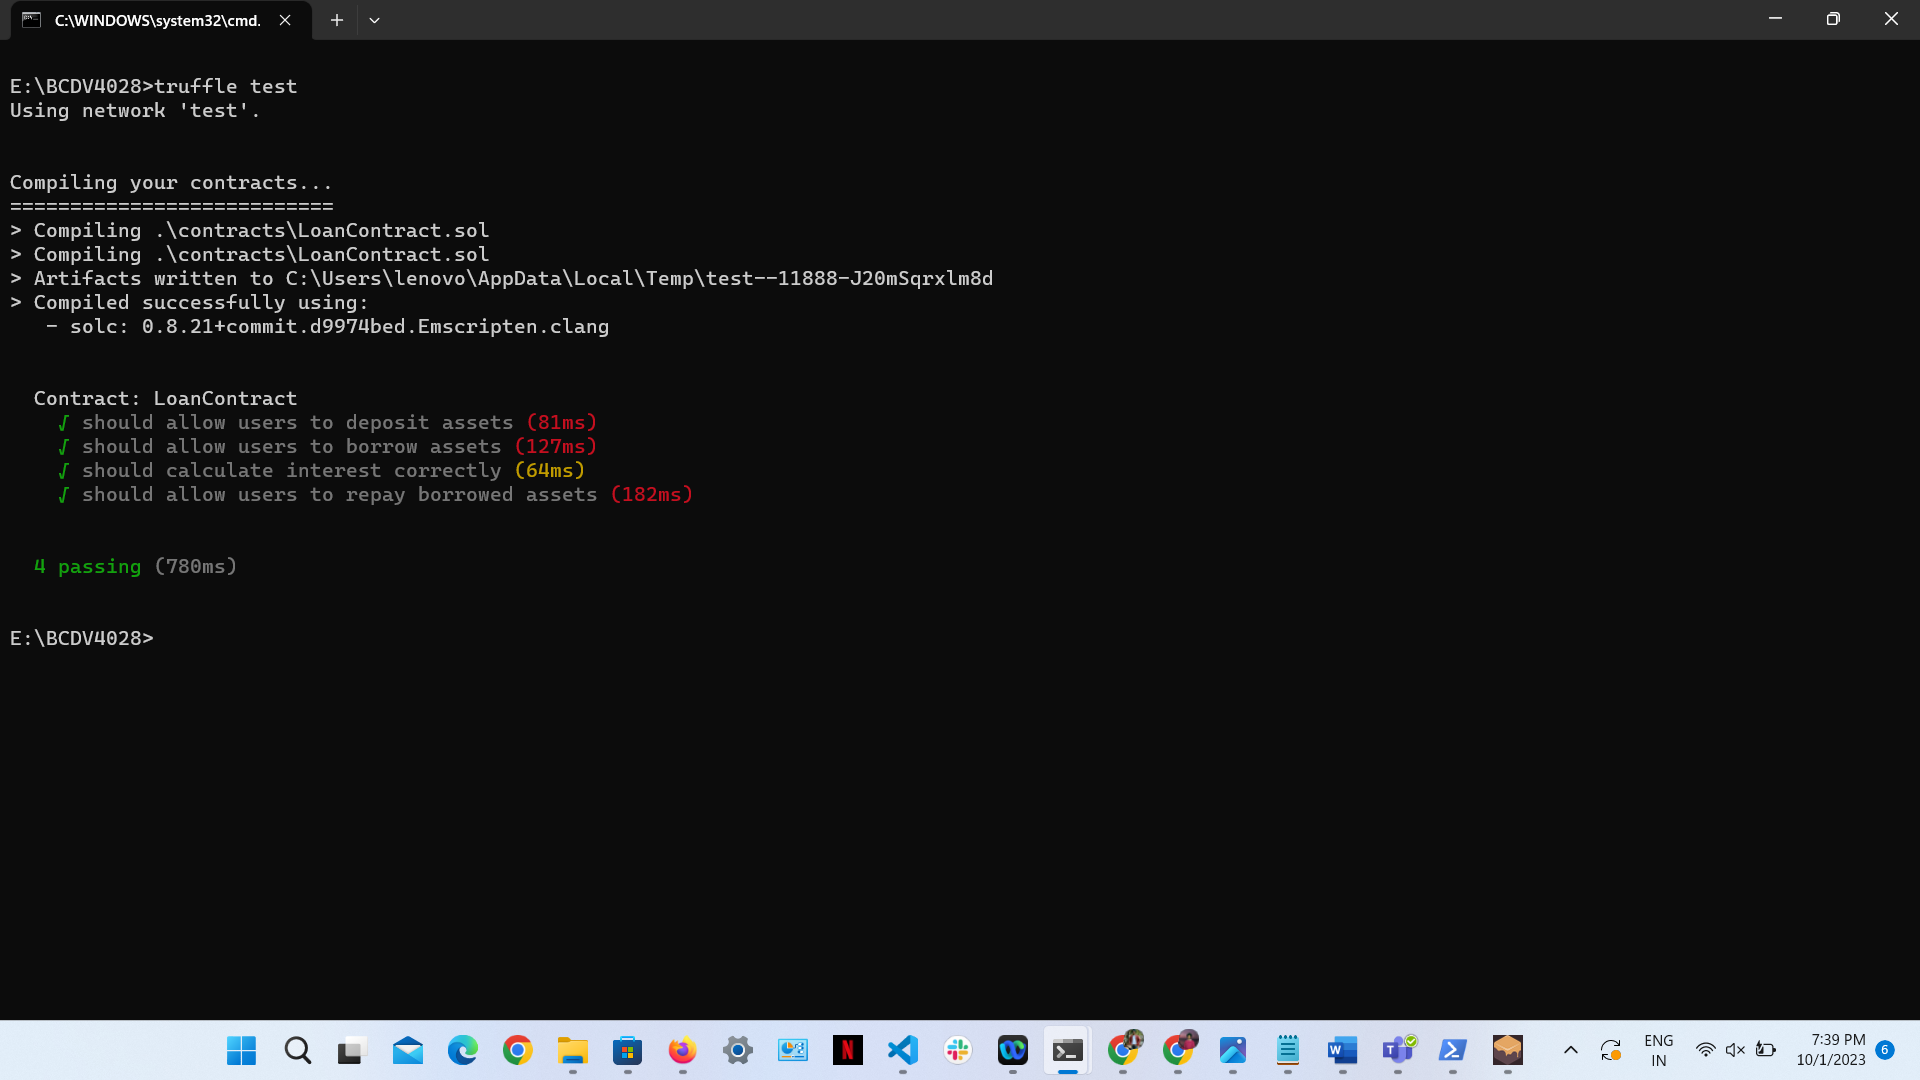 C:\WINDOWS\system32\cmd.
E:\BCDV4028>truffle test
Using network 'test'.
Compiling your contracts...
===========================
> Compiling .\contracts\LoanContract.sol
> Compiling .\contracts\LoanContract.sol
> Artifacts written to C:\Users\lenovo\AppData\Local\Temp\test--11888-J20mSqrxlm8d
> Compiled successfully using:
   - solc: 0.8.21+commit.d9974bed.Emscripten.clang
  Contract: LoanContract
    √ should allow users to deposit assets (81ms)
    √ should allow users to borrow assets (127ms)
    √ should calculate interest correctly (64ms)
    √ should allow users to repay borrowed assets (182ms)
  4 passing (780ms)
E:\BCDV4028>
ENG
IN
7:39 PM
10/1/2023
6